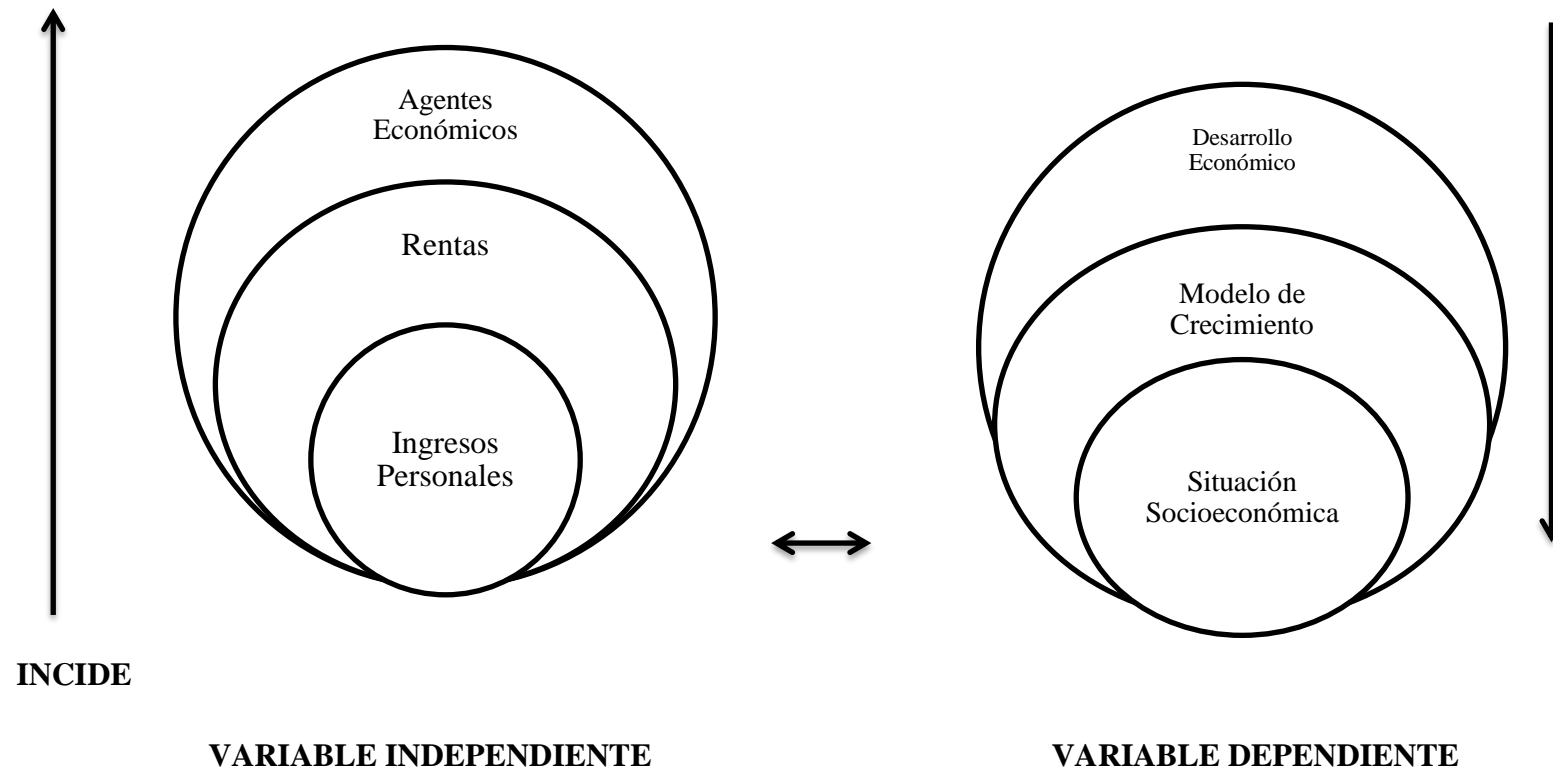 Agentes
Económicos
Rentas
Ingresos
Personales
Desarrollo
Económico
Modelo de
Crecimiento
Situación
Socioeconómica
INCIDE
VARIABLE INDEPENDIENTE
VARIABLE DEPENDIENTE